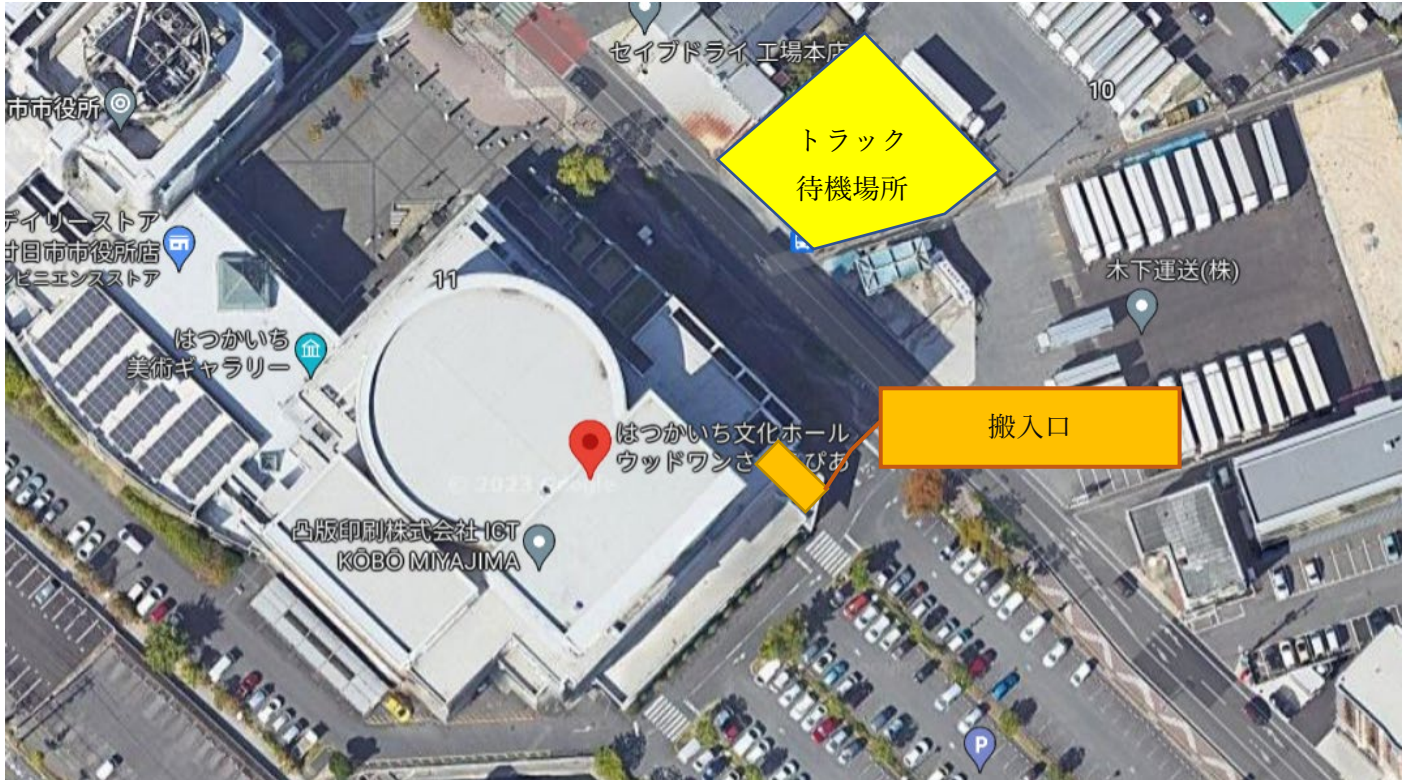 セイブドライ 工場本店
市市役所
10
トラック
待機場所
デイリーストア
廿日市市役所店
ンビニエンスストア
木下運送(株)
11
はつかいち
美術ギャラリー
搬入口
はつかいち文化ホール
ウッドワンさ ぴあ
© 2023 Google
凸版印刷株式会社 ICT
KŌBŌ MIYAJIMA
P